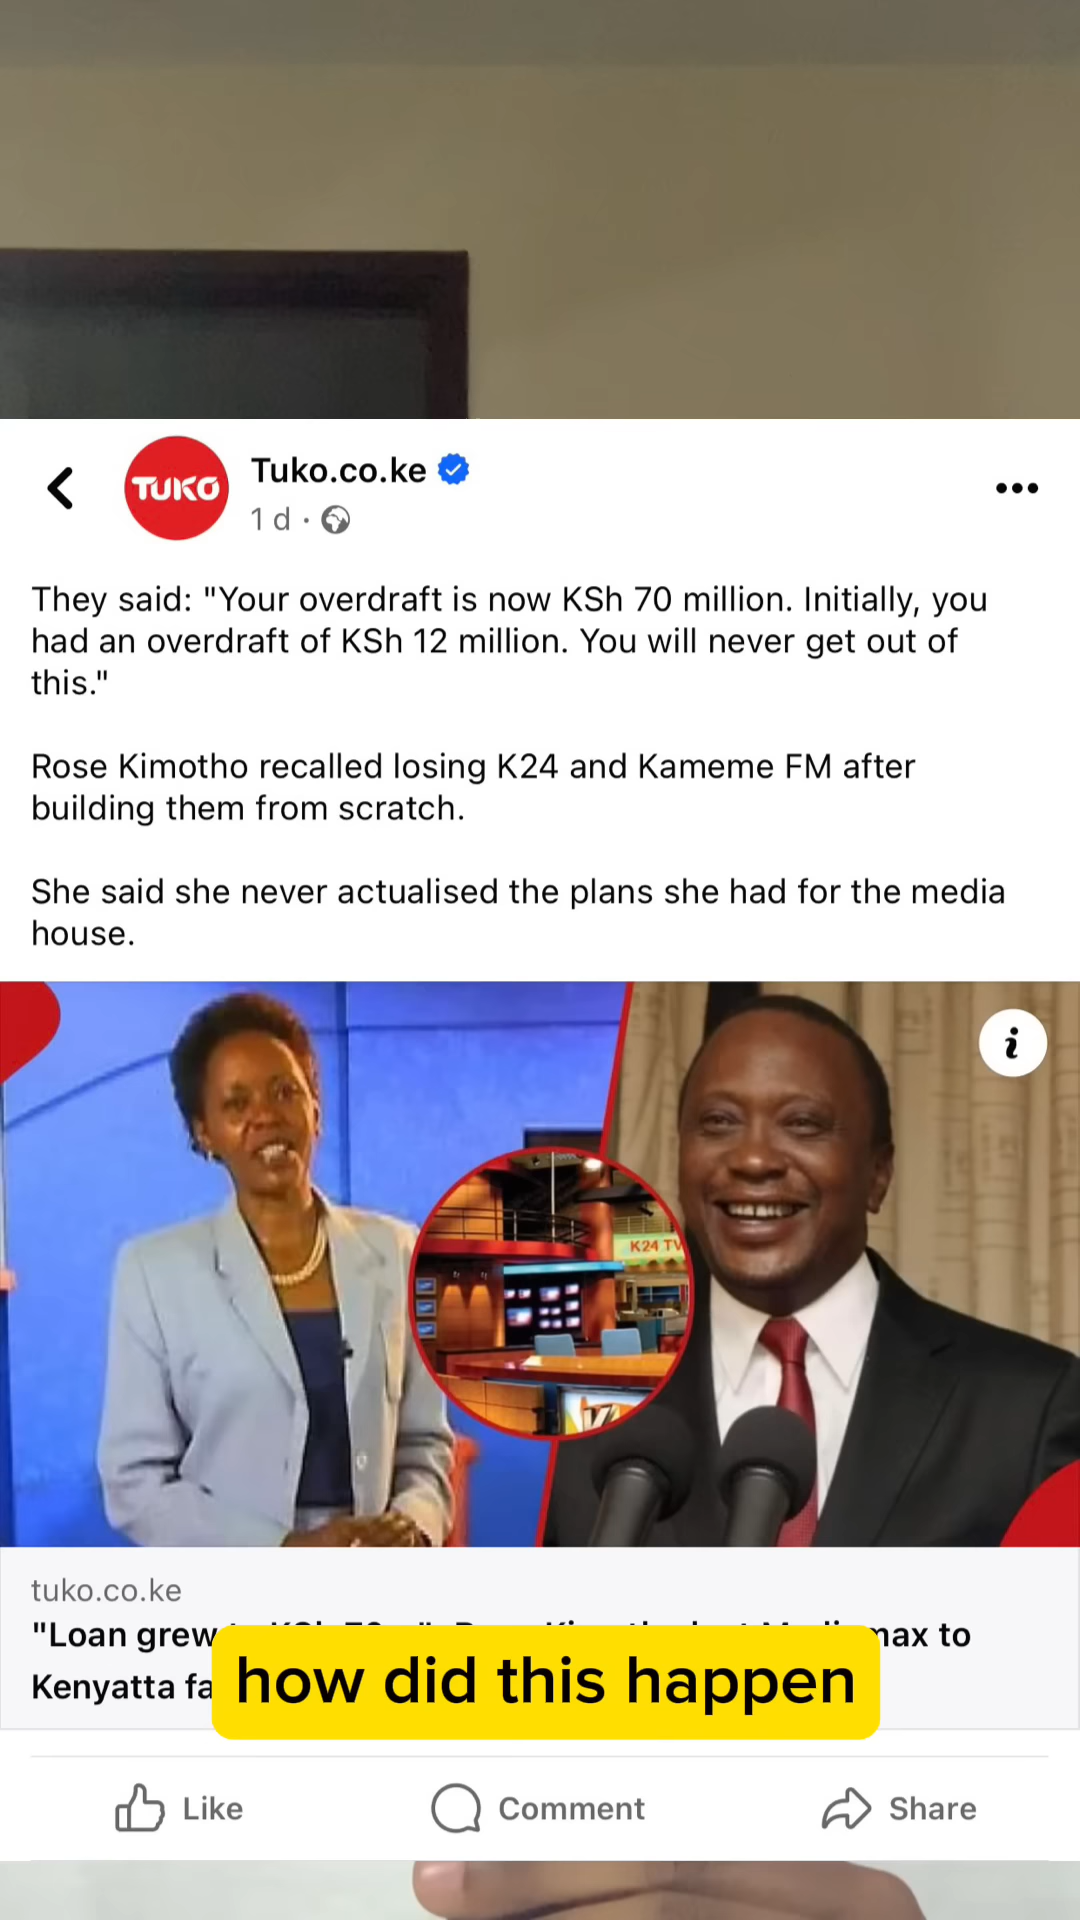 TUKO
Tuko.co.ke
1 d
They said: "Your overdraft is now KSh 70 million. Initially, you
had an overdraft of KSh 12 million. You will never get out of
this."
Rose Kimotho recalled losing K24 and Kameme FM after
building them from scratch.
She said she never actualised the plans she had for the media
house.
i
K24 TV
tuko.co.ke
"Loan grew to
max to
Kenyatta fa
how did this happen
Like
Comment
Share